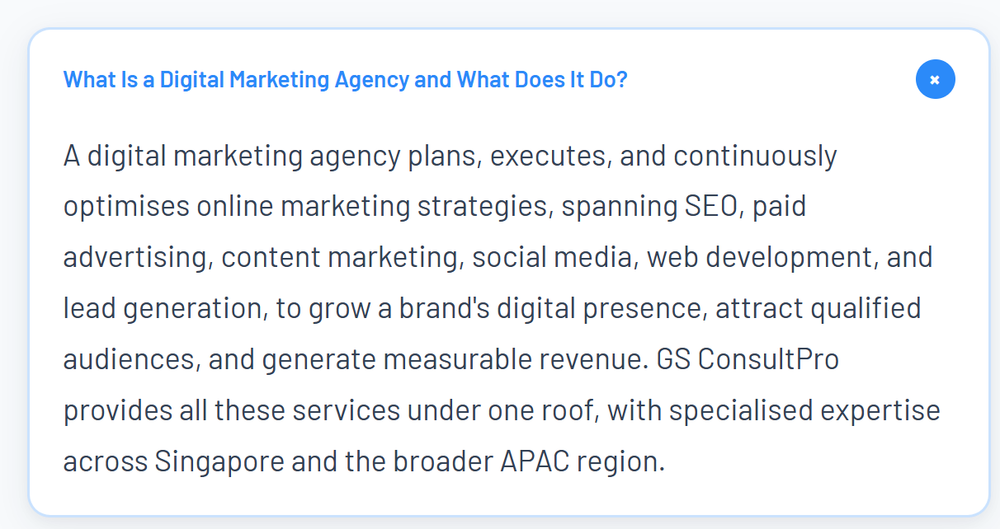 What Is a Digital Marketing Agency and What Does It Do?
A digital marketing agency plans, executes, and continuously
optimises online marketing strategies, spanning SEO, paid
advertising, content marketing, social media, web development, and
lead generation, to grow a brand's digital presence, attract qualified
audiences, and generate measurable revenue. GS ConsultPro
provides all these services under one roof, with specialised expertise
across Singapore and the broader APAC region.